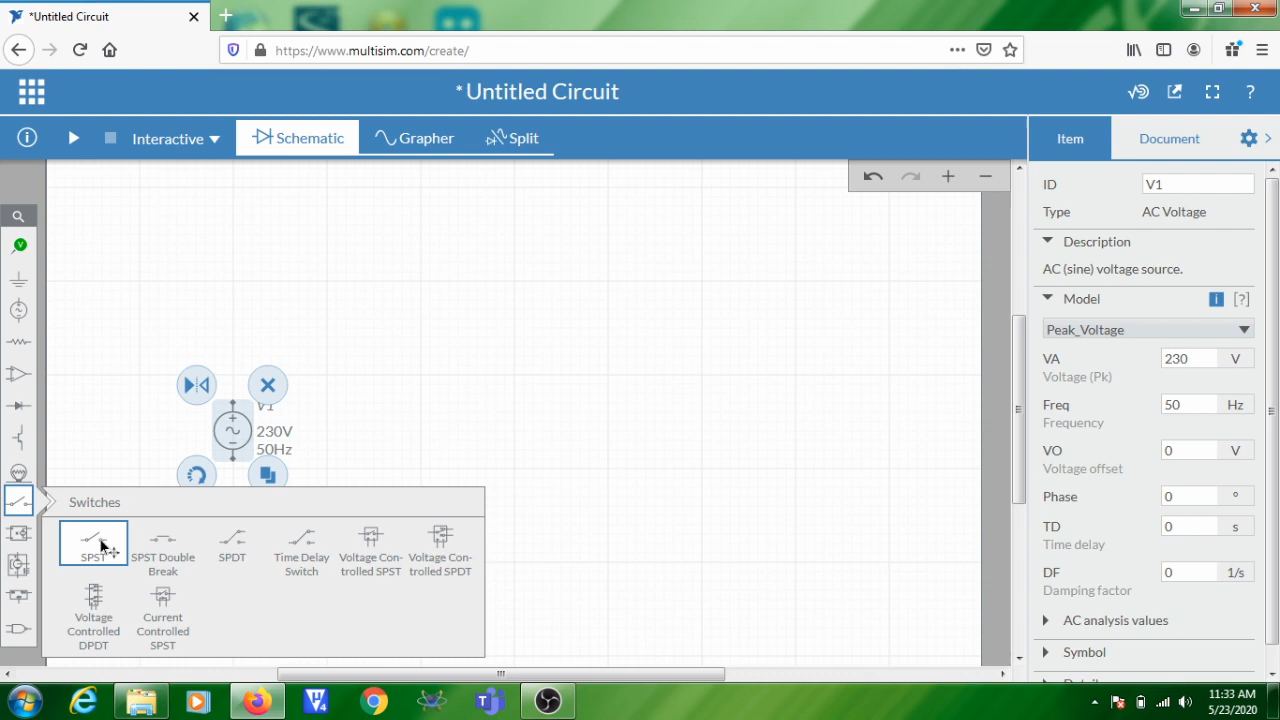 *Untitled Circuit
https://www.multisim.com/create/
*Untitled Circuit
?
Interactive
Schematic
Grapher
Split
Item
Document
ID
V1
Type
AC Voltage
Description
AC (sine) voltage source.
Model
i
[?]
Peak_Voltage
VA
230
V
Voltage (Pk)
Freq
50
Hz
Frequency
VO
0
V
Voltage offset
Phase
0
°
TD
0
s
Time delay
DF
0
1/s
Damping factor
AC analysis values
Symbol
V
V1
230V
50Hz
Switches
SPST
SPST Double
Break
SPDT
Time Delay
Switch
Voltage Con-
trolled SPST
Voltage Con-
trolled SPDT
Voltage
Controlled
DPDT
Current
Controlled
SPST
11:33 AM
5/23/2020